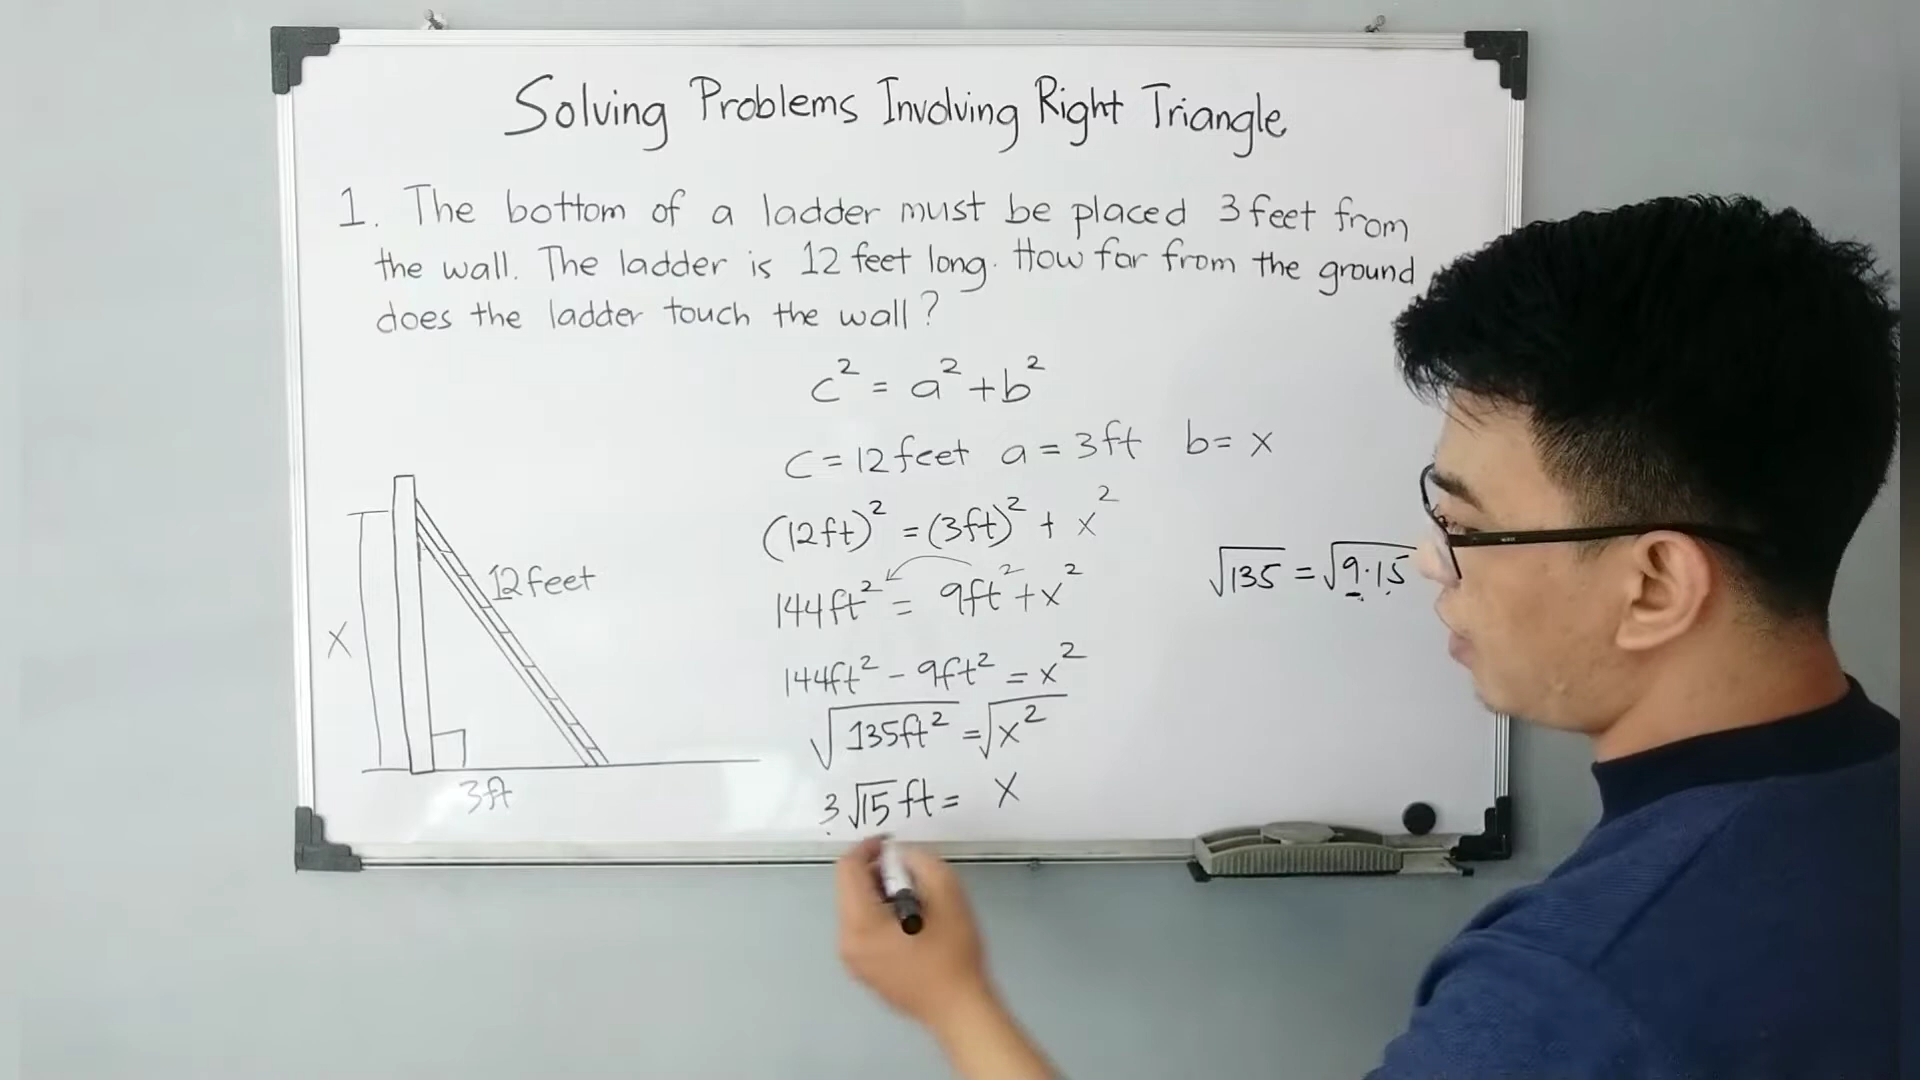 Solving Problems Involving Right Triangle
1. The bottom of a ladder must be placed 3 feet from
the wall. The ladder is 12 feet long. How far from the ground
does the ladder touch the wall?
c² = a² + b²
c = 12 feet a = 3 ft b = x
(12ft)² = (3ft)² + x²
144ft² = 9ft² + x²
144ft² - 9ft² = x²
√135ft² = √x²
3√15 ft = x
√135 = √9·15
12 feet
x
3ft